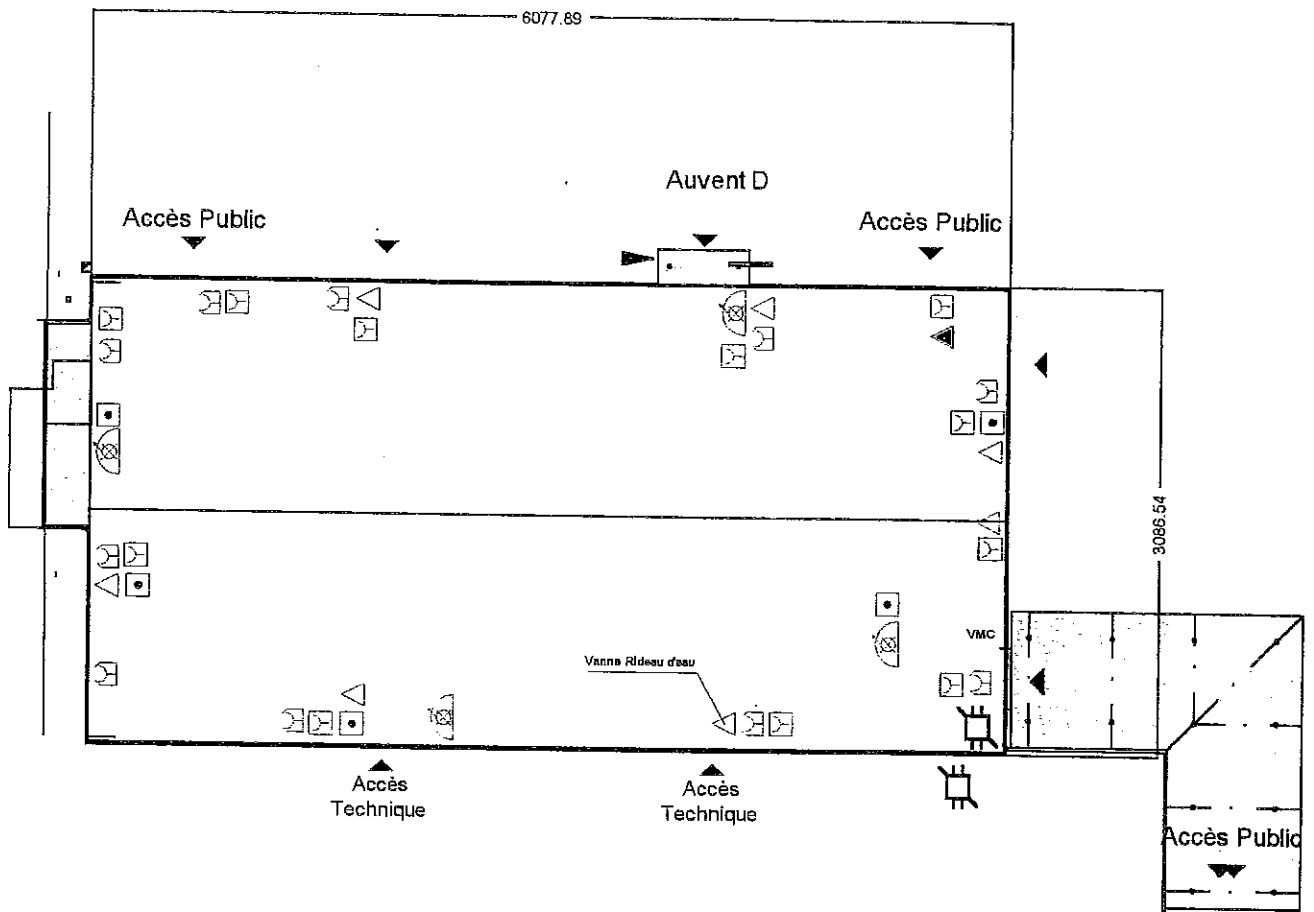 6077.89
Auvent D
Accès Public
Accès Public
3086.54
VMC
Vanne Rideau d'eau
Accès
Technique
Accès
Technique
Accès Public